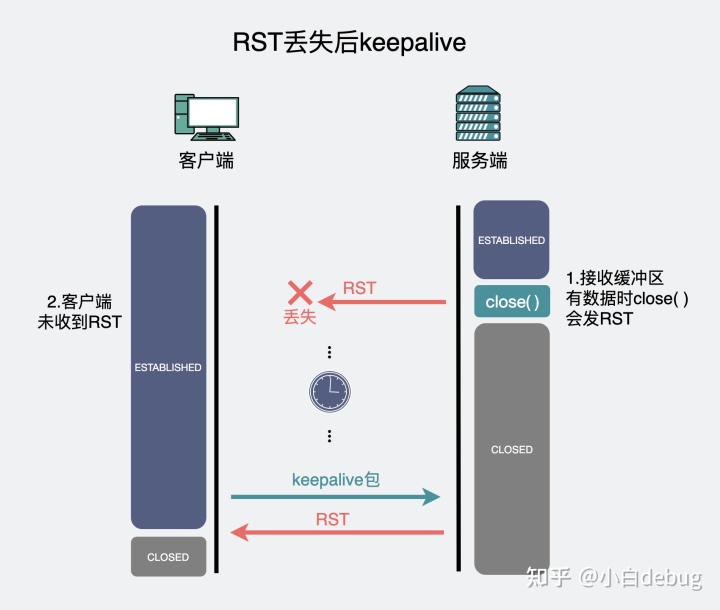 RST丢失后keepalive
客户端
服务端
ESTABLISHED
1.接收缓冲区
有数据时close( )
会发RST
RST
close( )
丢失
2.客户端
未收到RST
ESTABLISHED
CLOSED
keepalive包
RST
CLOSED
知乎 @小白debug